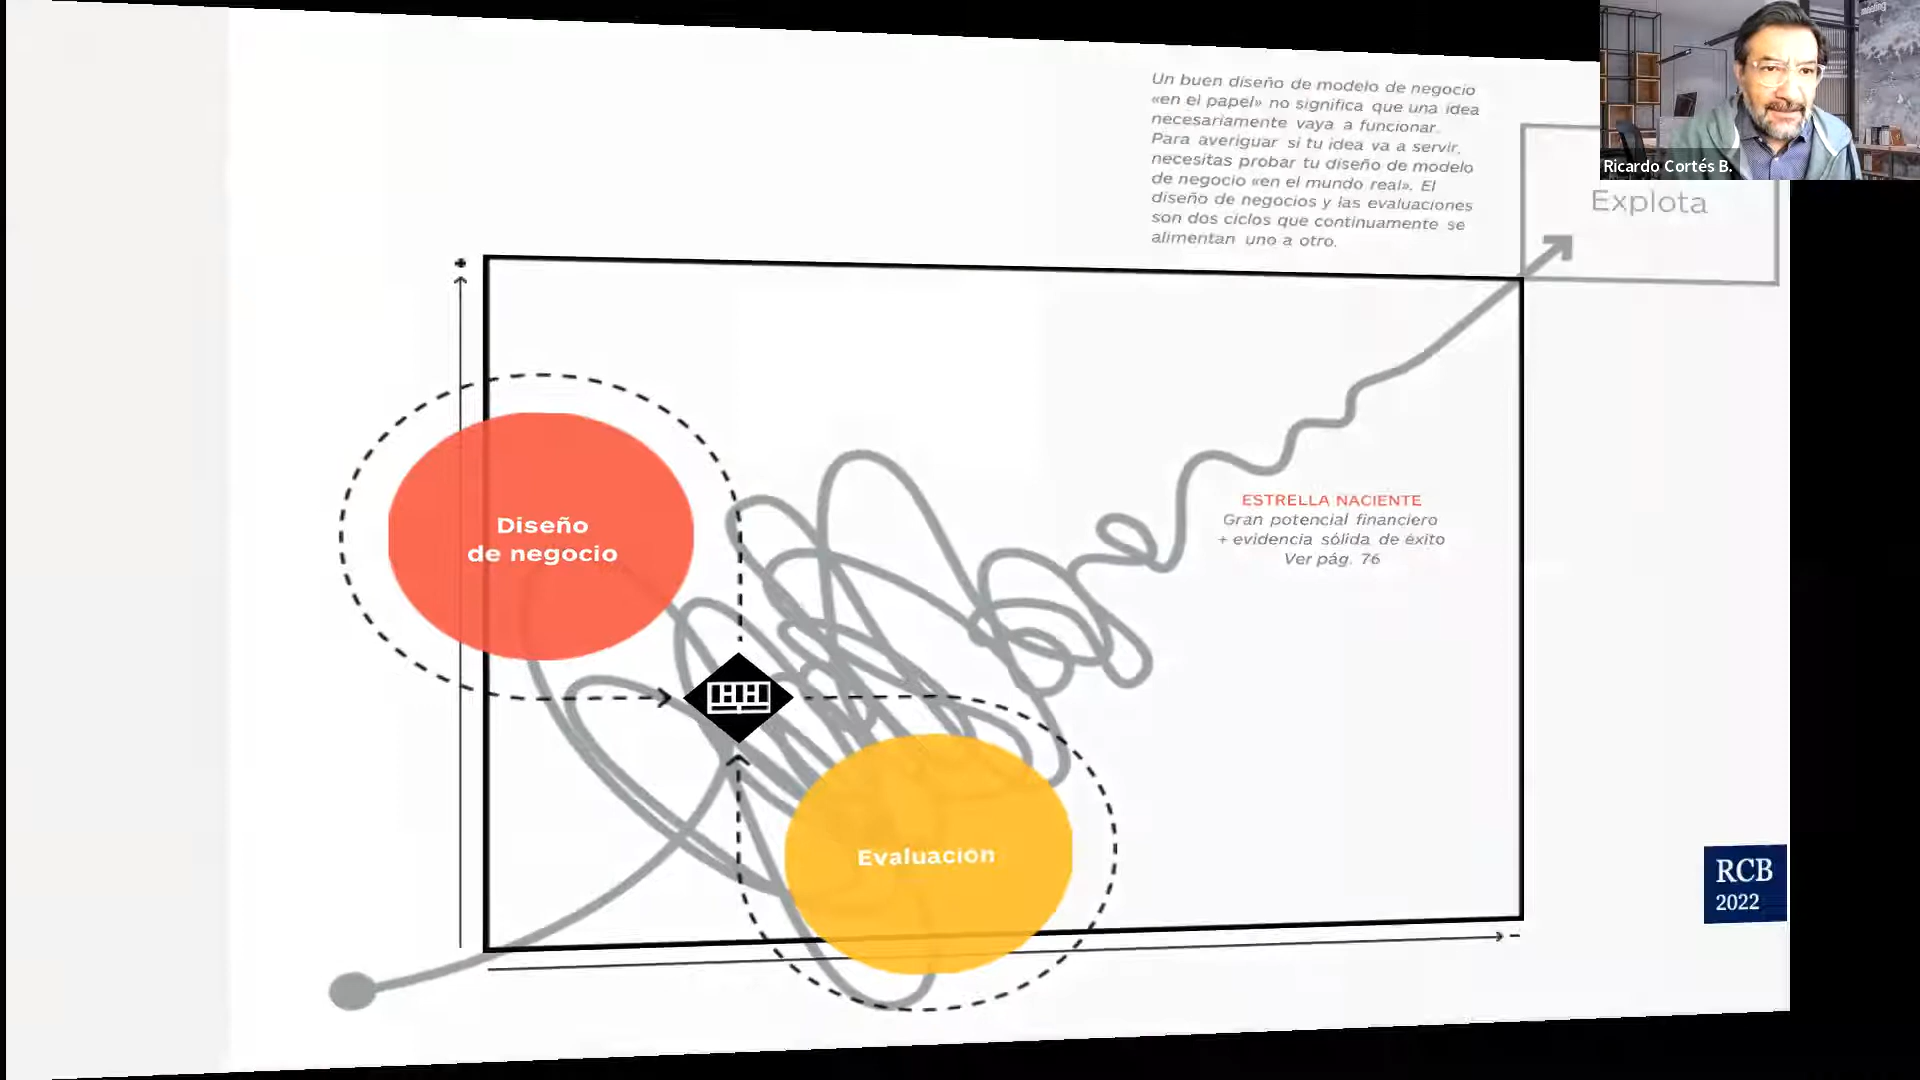 Un buen diseño de modelo de negocio
«en el papel» no significa que una idea
necesariamente vaya a funcionar.
Para averiguar si tu idea va a servir,
necesitas probar tu diseño de modelo
de negocio «en el mundo real». El
diseño de negocios y las evaluaciones
son dos ciclos que continuamente se
alimentan uno a otro.
Ricardo Cortés B.
Explota
ESTRELLA NACIENTE
Gran potencial financiero
+ evidencia sólida de éxito
Ver pág. 76
Diseño
de negocio
Evaluación
RCB
2022